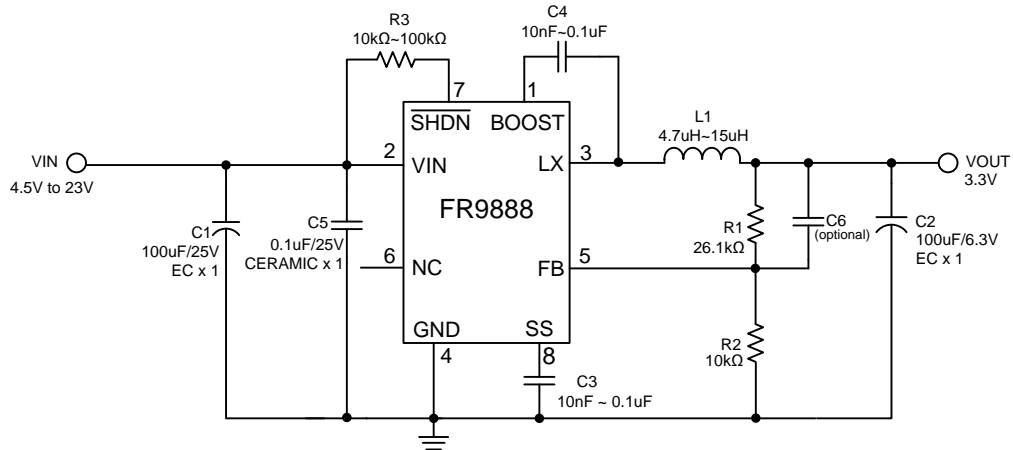 R3
10kΩ~100kΩ
C4
10nF~0.1uF
7
1
SHDN
BOOST
L1
4.7uH~15uH
VIN
4.5V to 23V
2
VIN
LX
3
VOUT
3.3V
FR9888
C1
100uF/25V
EC x 1
C5
0.1uF/25V
CERAMIC x 1
R1
26.1kΩ
C6
(optional)
C2
100uF/6.3V
EC x 1
6
NC
FB
5
GND
SS
4
8
R2
10kΩ
C3
10nF ~ 0.1uF